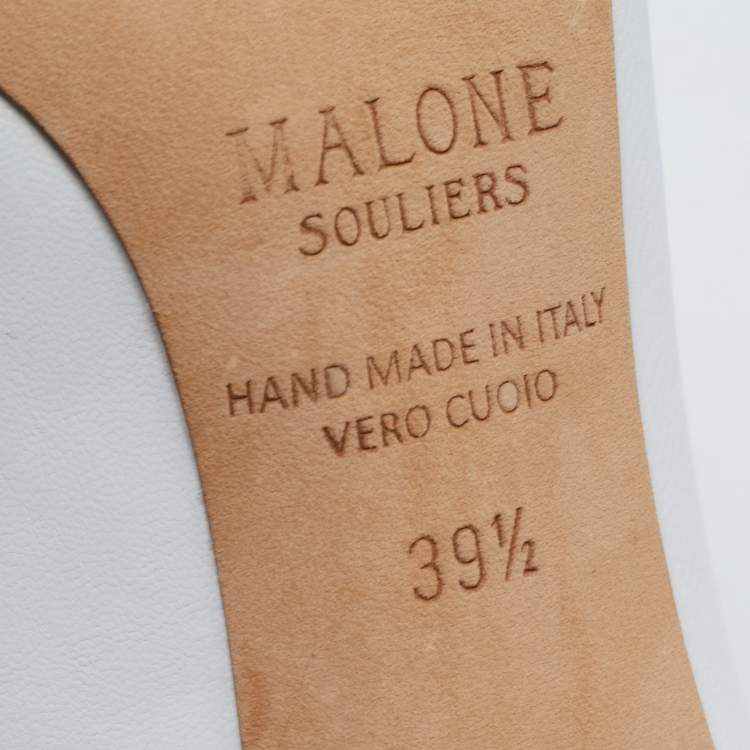 MALONE
SOULIERS
HAND MADE IN ITALY
VERO CUOIO
39½